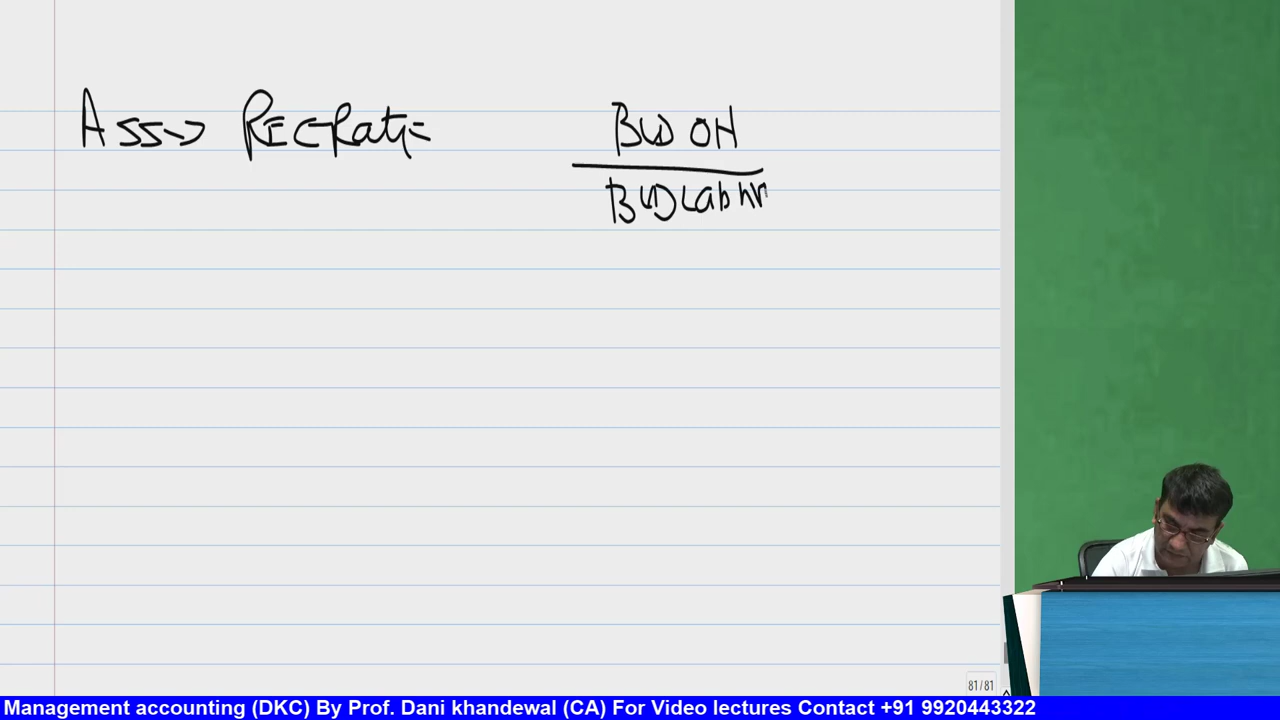 Ass-> REC-Rate= BUD OH
BUD Lab hr
81/81
Management accounting (DKC) By Prof. Dani khandewal (CA) For Video lectures Contact +91 9920443322